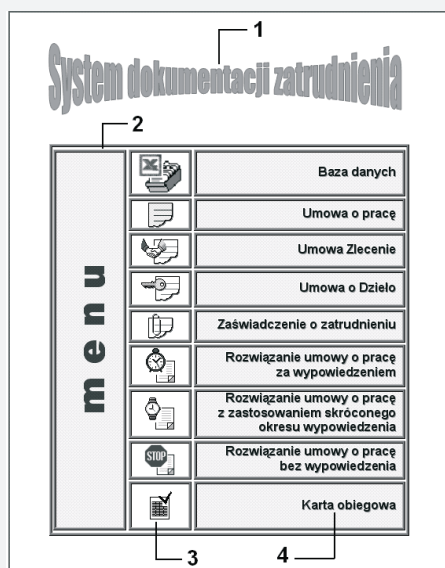 1
System dokumentacji zatrudnienia
2
menu
Baza danych
Umowa o pracę
Umowa Zlecenie
Umowa o Dzieło
Zaświadczenie o zatrudnieniu
Rozwiązanie umowy o pracę
za wypowiedzeniem
Rozwiązanie umowy o pracę
z zastosowaniem skróconego
okresu wypowiedzenia
STOP
Rozwiązanie umowy o pracę
bez wypowiedzenia
Karta obiegowa
3
4